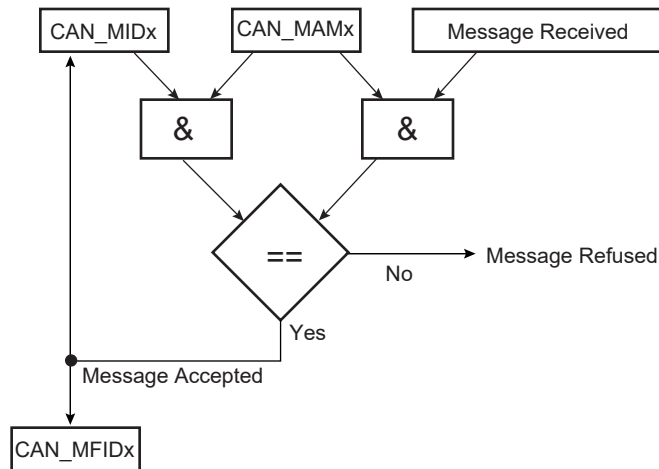 CAN_MIDx
CAN_MAMx
Message Received
&
&
==
No
Message Refused
Yes
Message Accepted
CAN_MFIDx